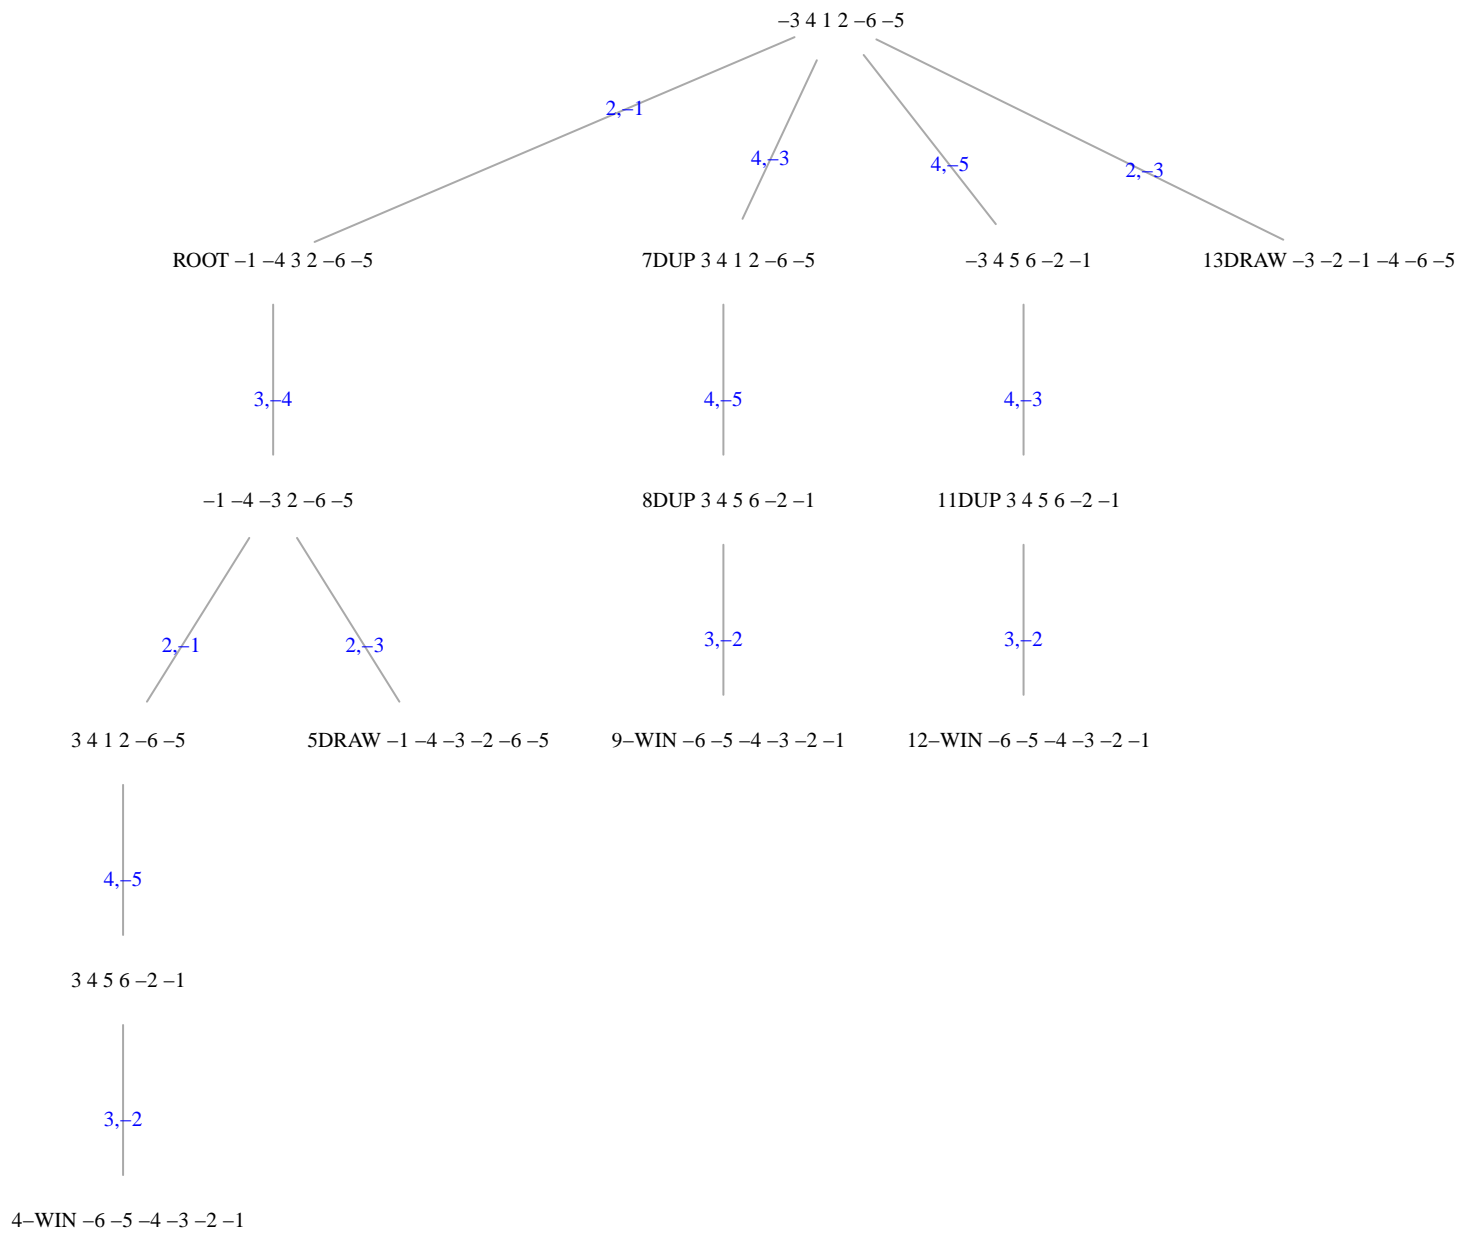 –3 4 1 2 –6 –5
2,–1
4,–3
4,–5
2,–3
ROOT –1 –4 3 2 –6 –5
7DUP 3 4 1 2 –6 –5
–3 4 5 6 –2 –1
13DRAW –3 –2 –1 –4 –6 –5
3,–4
4,–5
4,–3
–1 –4 –3 2 –6 –5
8DUP 3 4 5 6 –2 –1
11DUP 3 4 5 6 –2 –1
2,–1
2,–3
3,–2
3,–2
3 4 1 2 –6 –5
5DRAW –1 –4 –3 –2 –6 –5
9–WIN –6 –5 –4 –3 –2 –1
12–WIN –6 –5 –4 –3 –2 –1
4,–5
3 4 5 6 –2 –1
3,–2
4–WIN –6 –5 –4 –3 –2 –1